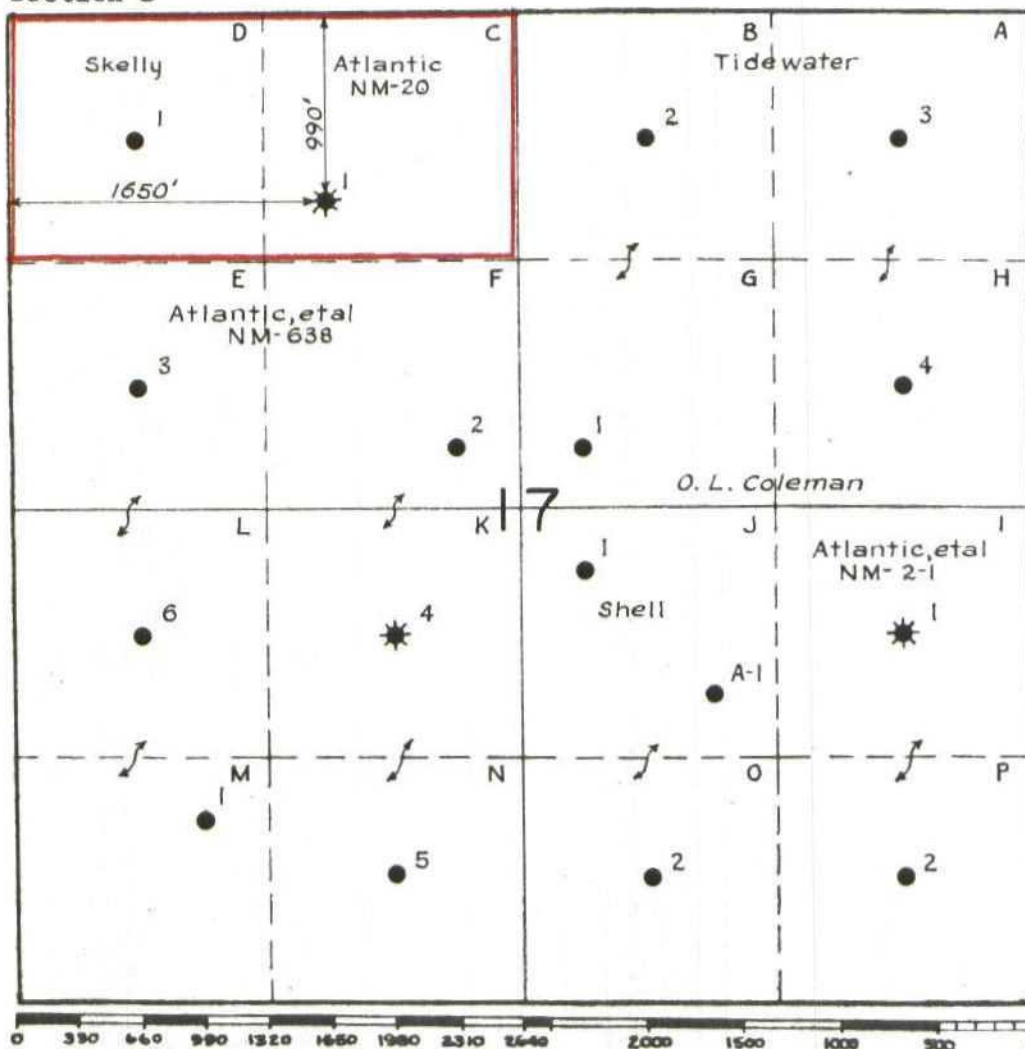 D C B A
Skelly Atlantic Tidewater
NM-20
1 990' 2 3
1650' 1
E F G H
Atlantic, etal
NM-638
3 4
2 1
O. L. Coleman
17
L K J I
1 Atlantic, etal
NM-2-1
Shell
6 4 1
A-1
M N O P
1
5 2 2
0 330 660 990 1320 1650 1980 2310 2640 2000 1500 1000 500